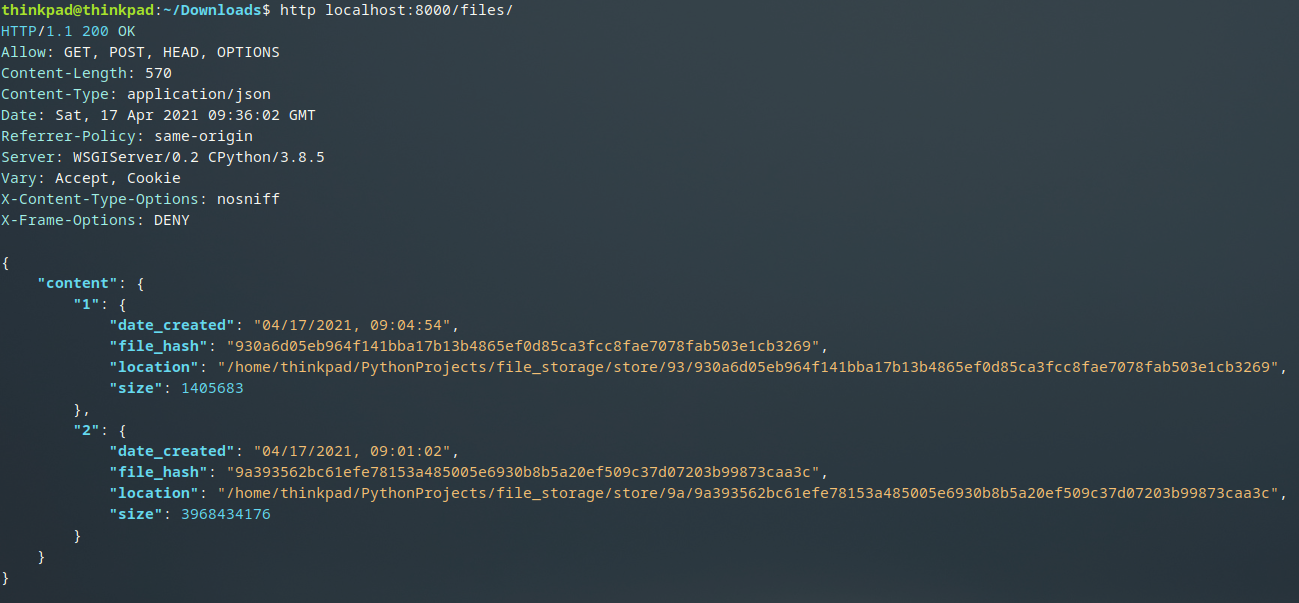 thinkpad@thinkpad:~/Downloads$ http localhost:8000/files/
HTTP/1.1 200 OK
Allow: GET, POST, HEAD, OPTIONS
Content-Length: 570
Content-Type: application/json
Date: Sat, 17 Apr 2021 09:36:02 GMT
Referrer-Policy: same-origin
Server: WSGIServer/0.2 CPython/3.8.5
Vary: Accept, Cookie
X-Content-Type-Options: nosniff
X-Frame-Options: DENY

{
    "content": {
        "1": {
            "date_created": "04/17/2021, 09:04:54",
            "file_hash": "930a6d05eb964f141bba17b13b4865ef0d85ca3fcc8fae7078fab503e1cb3269",
            "location": "/home/thinkpad/PythonProjects/file_storage/store/93/930a6d05eb964f141bba17b13b4865ef0d85ca3fcc8fae7078fab503e1cb3269",
            "size": 1405683
        },
        "2": {
            "date_created": "04/17/2021, 09:01:02",
            "file_hash": "9a393562bc61efe78153a485005e6930b8b5a20ef509c37d07203b99873caa3c",
            "location": "/home/thinkpad/PythonProjects/file_storage/store/9a/9a393562bc61efe78153a485005e6930b8b5a20ef509c37d07203b99873caa3c",
            "size": 3968434176
        }
    }
}